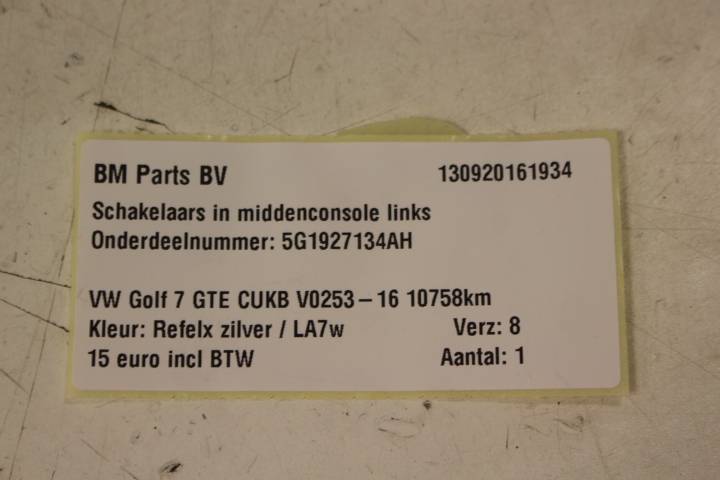 BM Parts BV 130920161934
Schakelaars in middenconsole links
Onderdeelnummer: 5G1927134AH
VW Golf 7 GTE CUKB V0253-16 10758km
Kleur: Refelx zilver / LA7w Verz: 8
15 euro incl BTW Aantal: 1